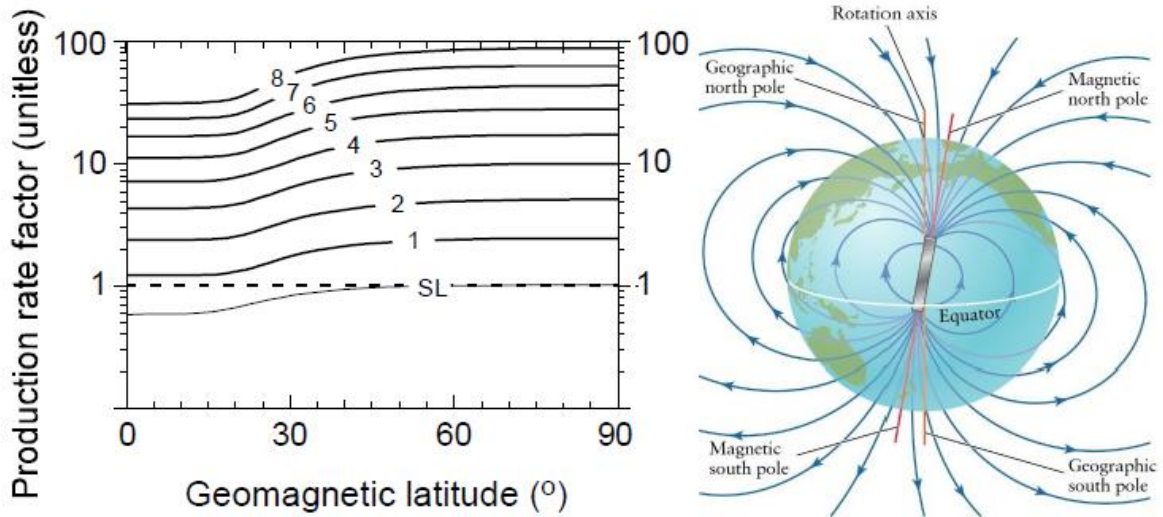 Production rate factor (unitless)
100
10
1
100
10
1
8
7
6
5
4
3
2
1
SL
0
30
60
90
Geomagnetic latitude (º)
Rotation axis
Geographic
north pole
Magnetic
north pole
Equator
Magnetic
south pole
Geographic
south pole